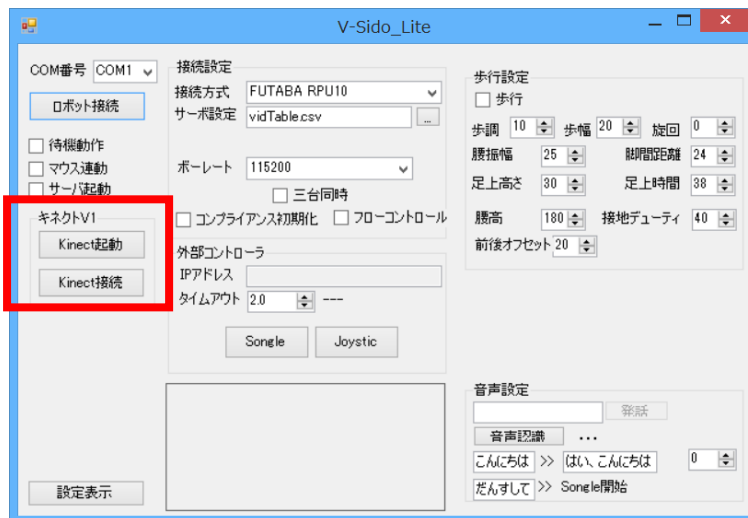 V-Sido_Lite
COM番号 COM1
ロボット接続
待機動作
マウス連動
サーバ起動
キネクトV1
Kinect起動
Kinect接続
設定表示
接続設定
接続方式 FUTABA RPU10
サーボ設定 vidTable.csv ...
ボーレート 115200
三台同時
コンプライアンス初期化 フローコントロール
外部コントローラ
IPアドレス
タイムアウト 2.0 ---
Songle Joystic
歩行設定
歩行
歩調 10 歩幅 20 旋回 0
腰振幅 25 脚間距離 24
足上高さ 30 足上時間 38
腰高 180 接地デューティ 40
前後オフセット 20
音声設定
発話
音声認識 ...
こんにちは >> はい、こんにちは 0
だんすして >> Songle開始